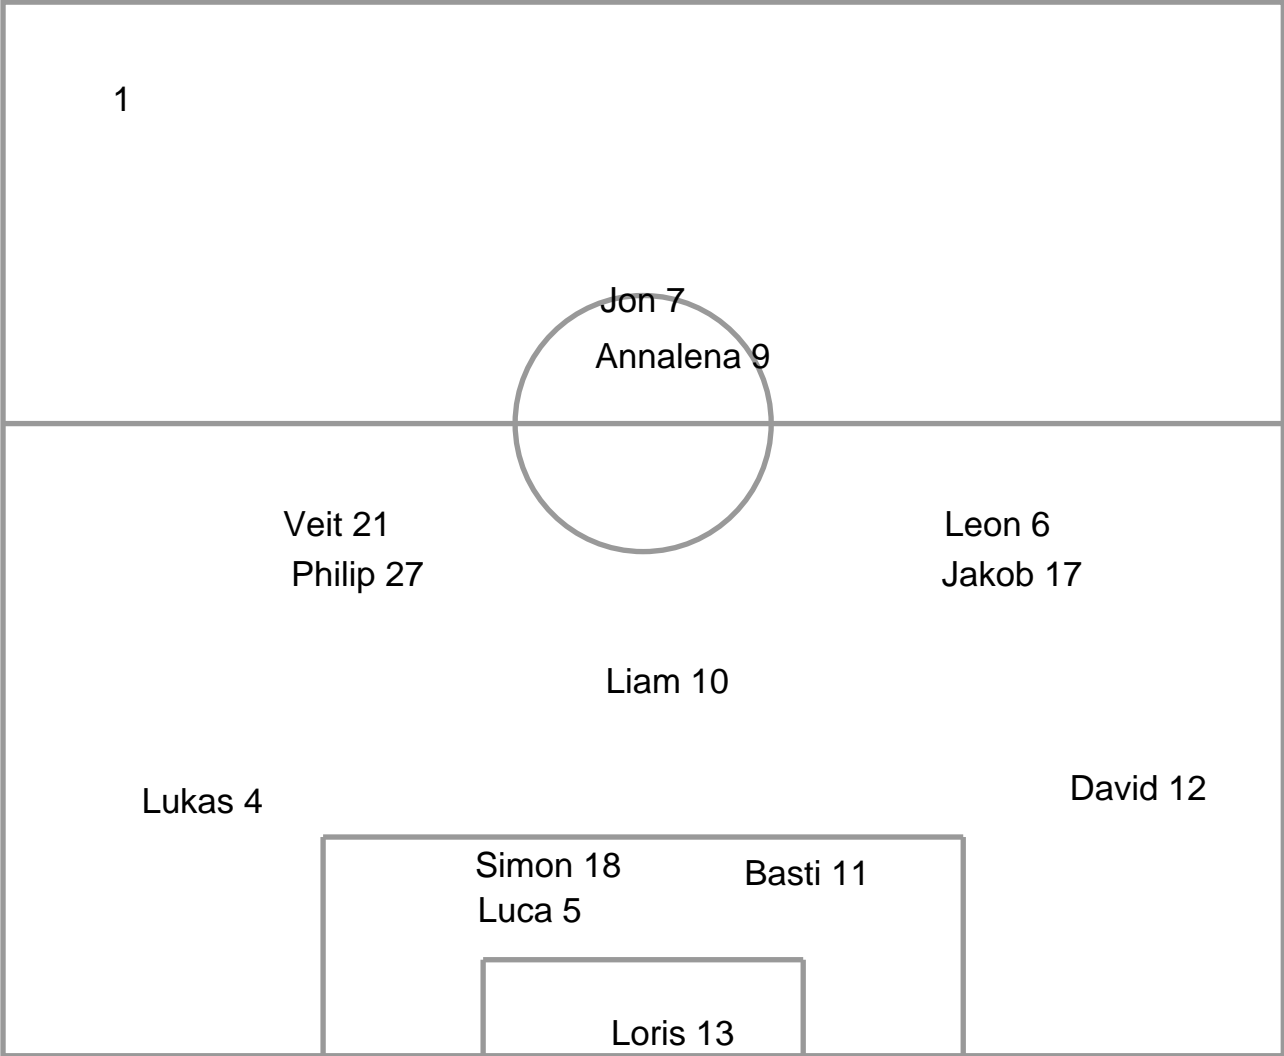 1
Jon 7
Annalena 9
Veit 21
Leon 6
Philip 27
Jakob 17
Liam 10
Lukas 4
David 12
Simon 18
Basti 11
Luca 5
Loris 13